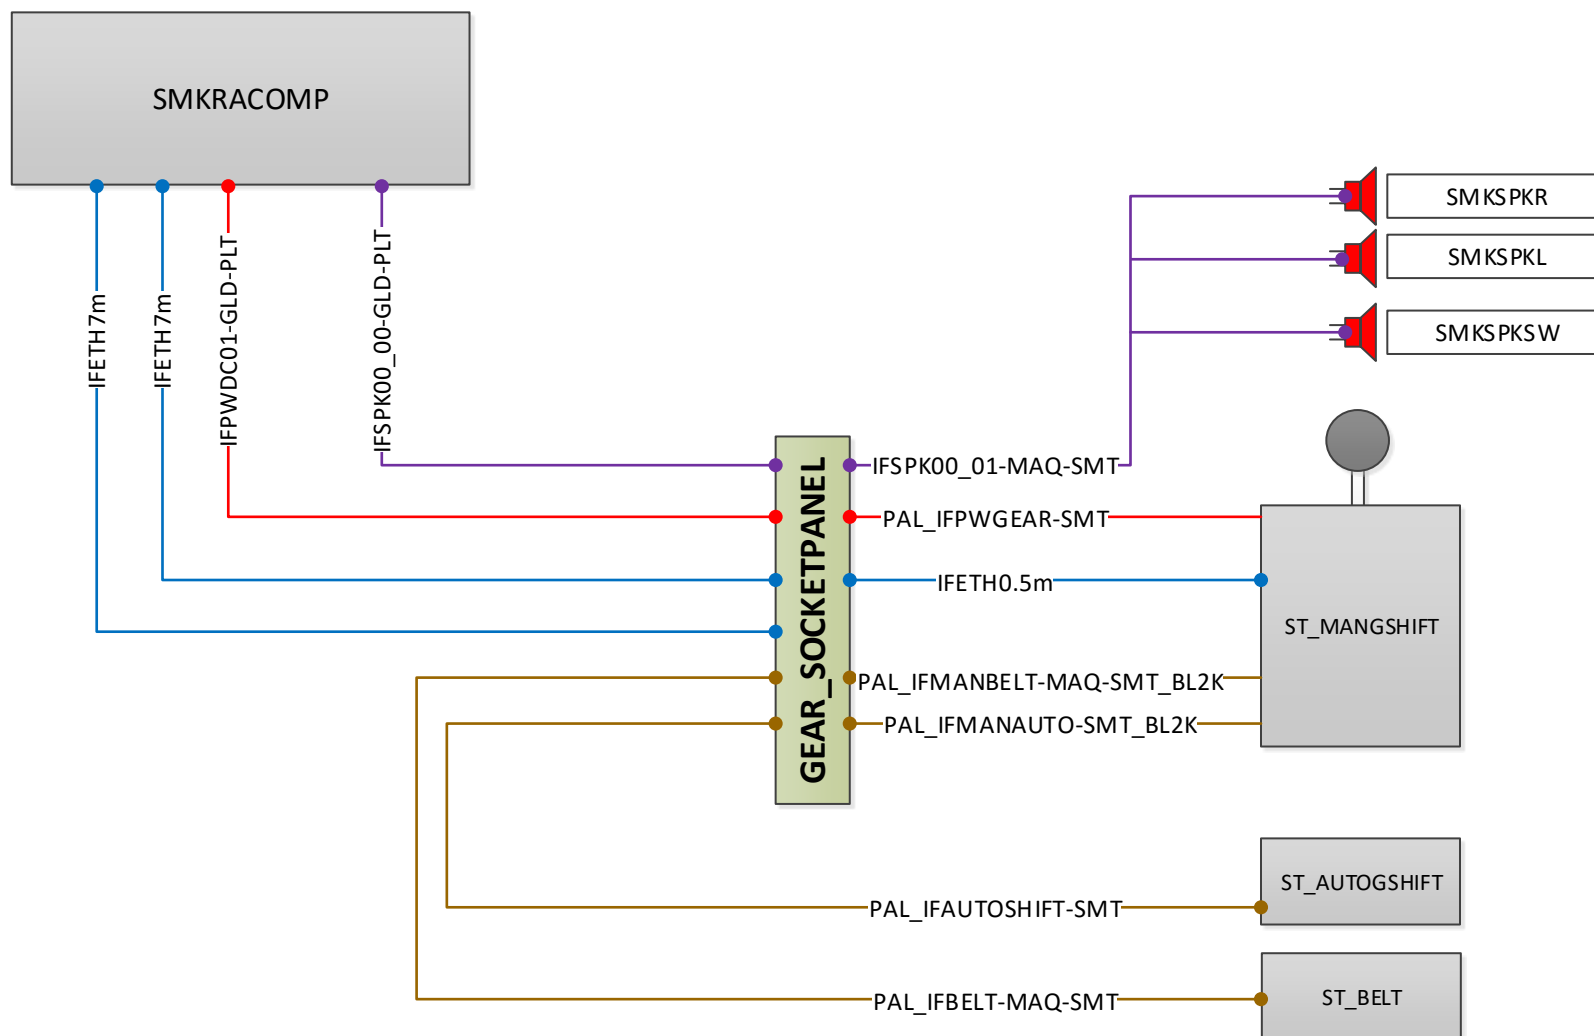 SMKRACOMP
SMKSPKR
SMKSPKL
SMKSPKSW
IFETH7m
IFETH7m
IFPWDC01-GLD-PLT
IFSPK00_00-GLD-PLT
GEAR_SOCKETPANEL
IFSPK00_01-MAQ-SMT
PAL_IFPWGEAR-SMT
IFETH0.5m
ST_MANGSHIFT
PAL_IFMANBELT-MAQ-SMT_BL2K
PAL_IFMANAUTO-SMT_BL2K
ST_AUTOGSHIFT
PAL_IFAUTOSHIFT-SMT
ST_BELT
PAL_IFBELT-MAQ-SMT